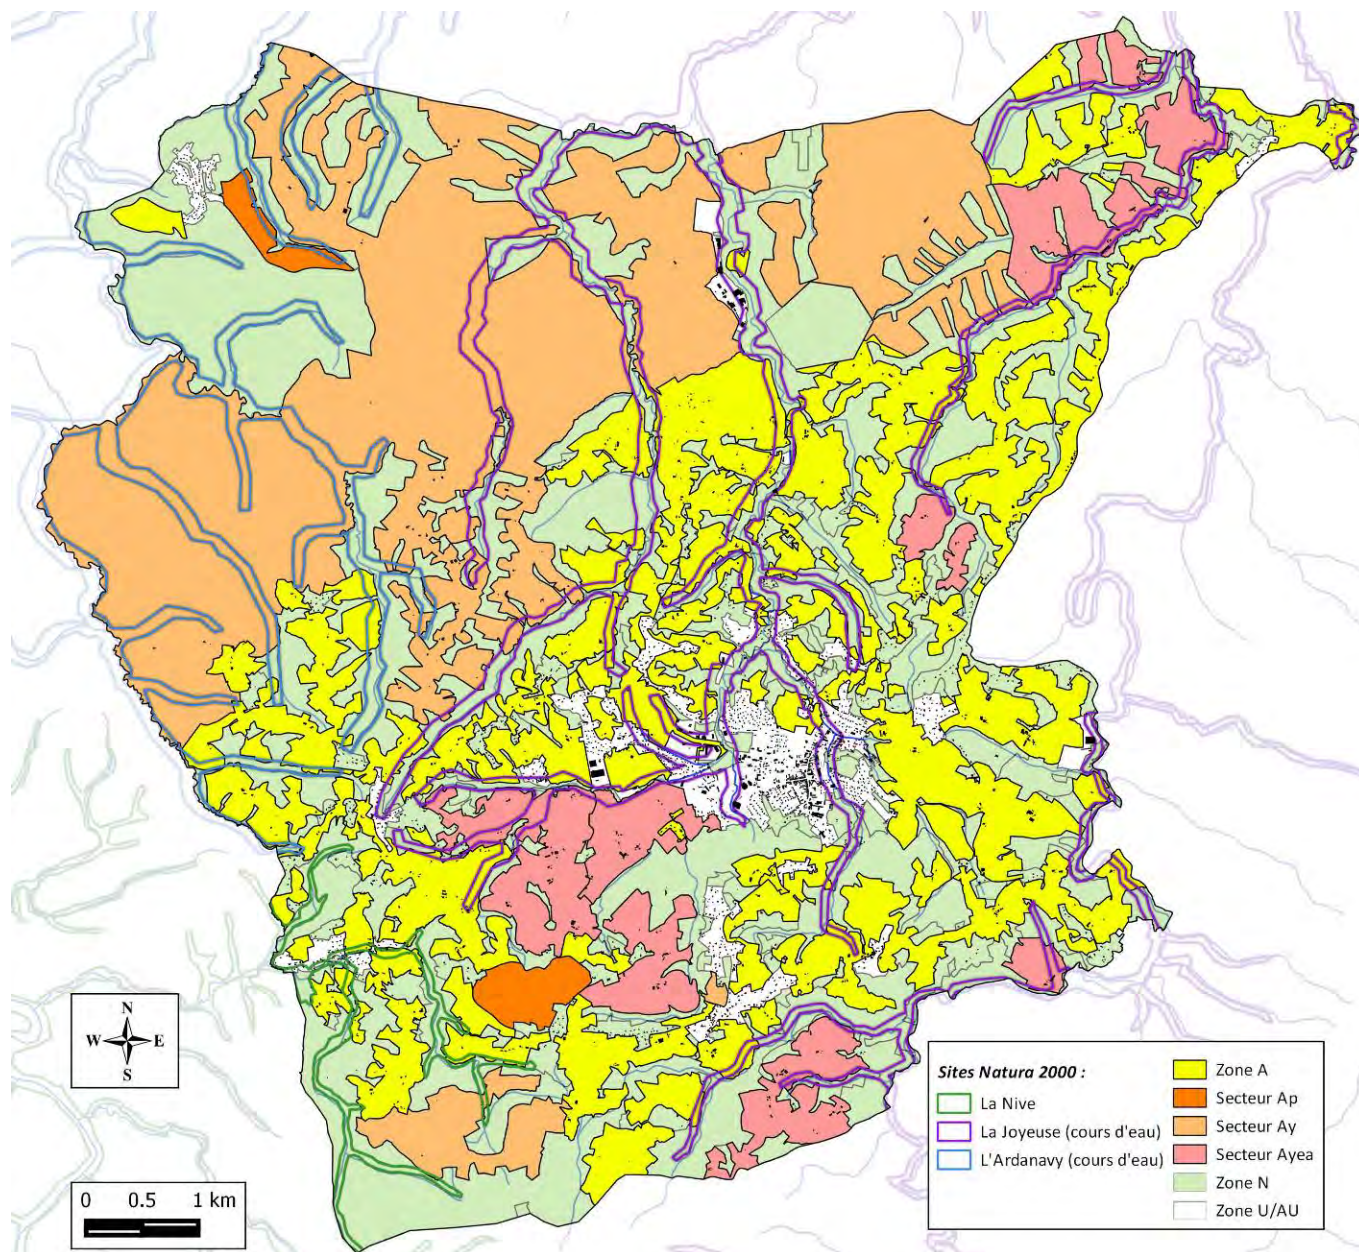 N
W E
S
0 0.5 1 km
Sites Natura 2000 :
La Nive
La Joyeuse (cours d'eau)
L'Ardanavy (cours d'eau)
Zone A
Secteur Ap
Secteur Ay
Secteur Ayea
Zone N
Zone U/AU